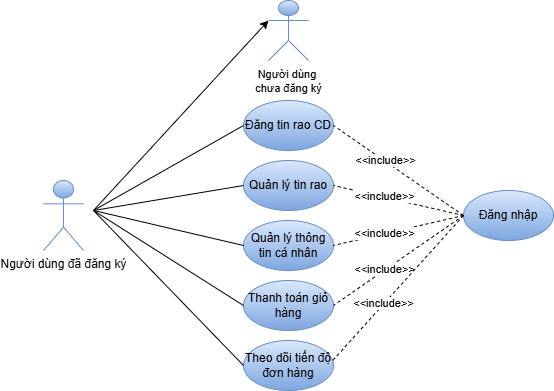 Người dùng
chưa đăng ký
Đăng tin rao CD
<<include>>
Quản lý tin rao
<<include>>
Đăng nhập
Quản lý thông
tin cá nhân
<<include>>
Người dùng đã đăng ký
<<include>>
Thanh toán giỏ
hàng
<<include>>
Theo dõi tiến độ
đơn hàng